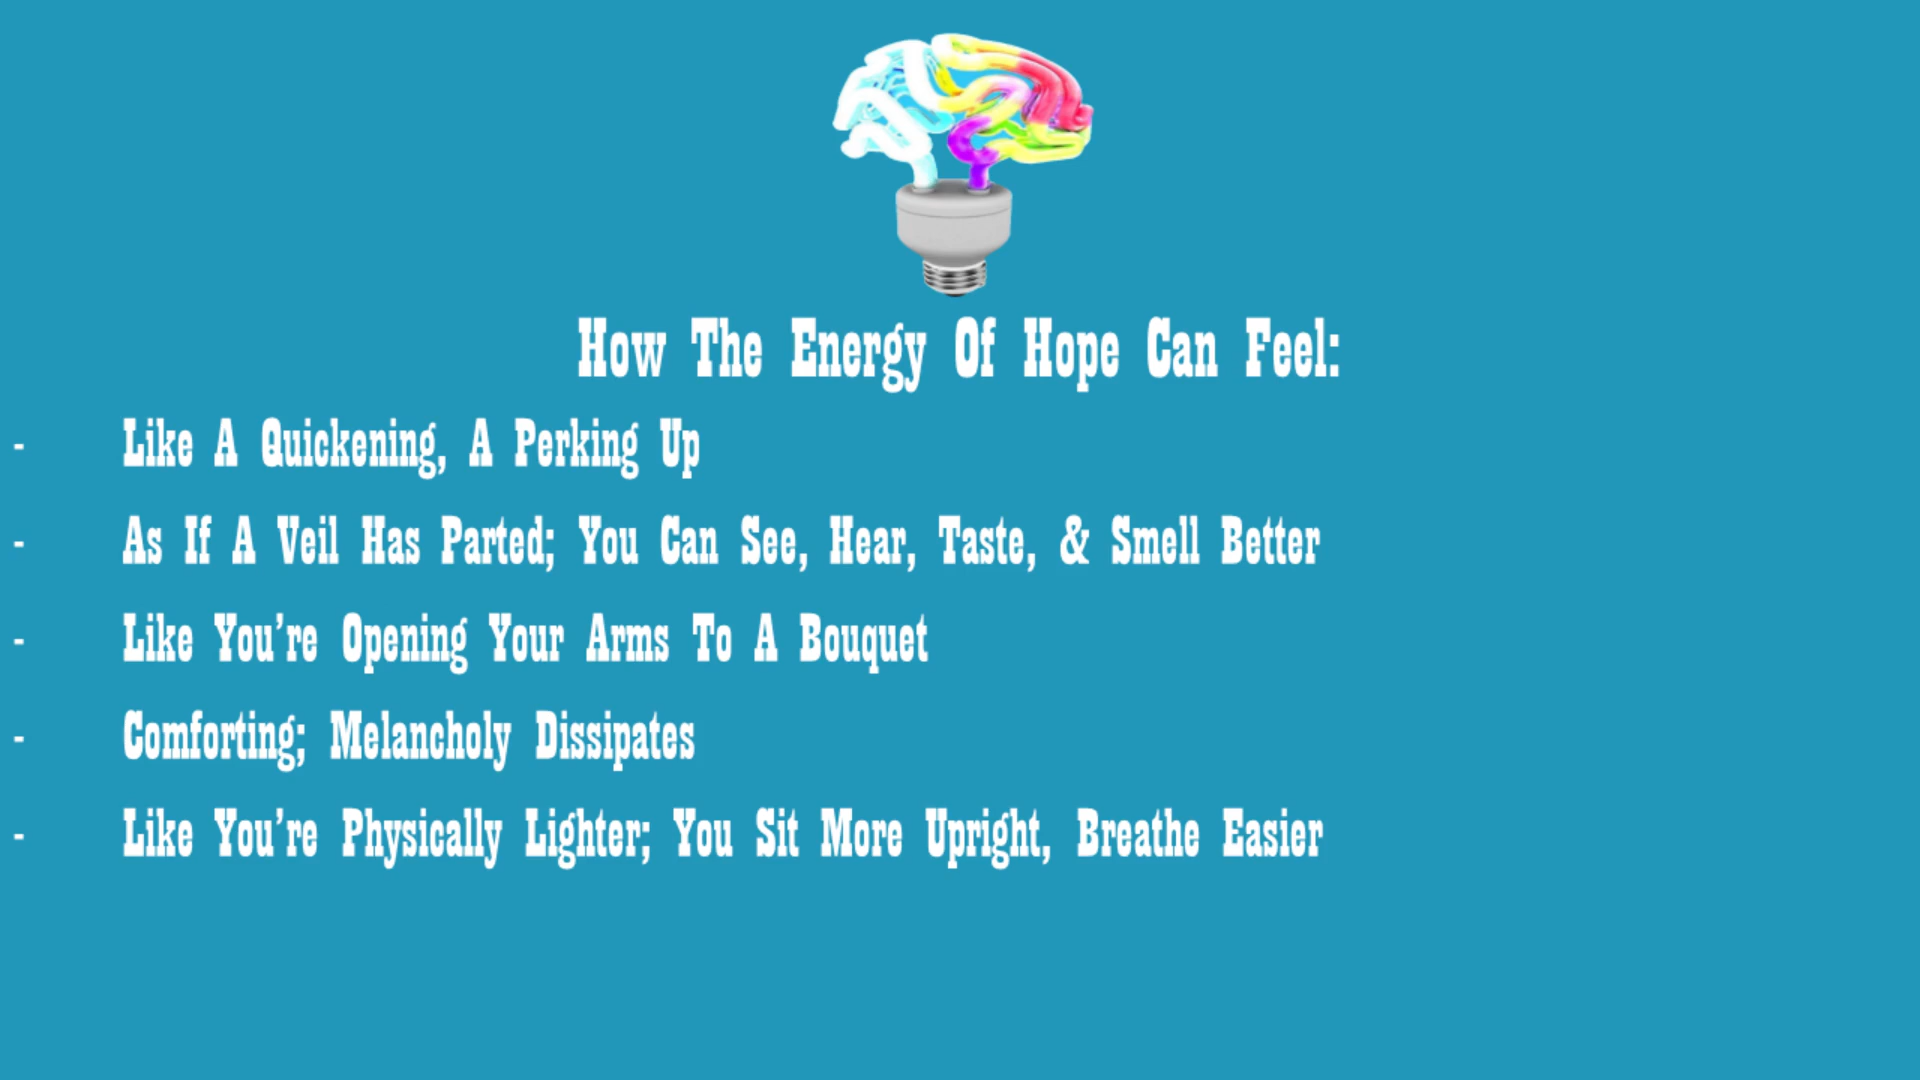 How The Energy Of Hope Can Feel:
- Like A Quickening, A Perking Up
- As If A Veil Has Parted; You Can See, Hear, Taste, & Smell Better
- Like You’re Opening Your Arms To A Bouquet
- Comforting; Melancholy Dissipates
- Like You’re Physically Lighter; You Sit More Upright, Breathe Easier